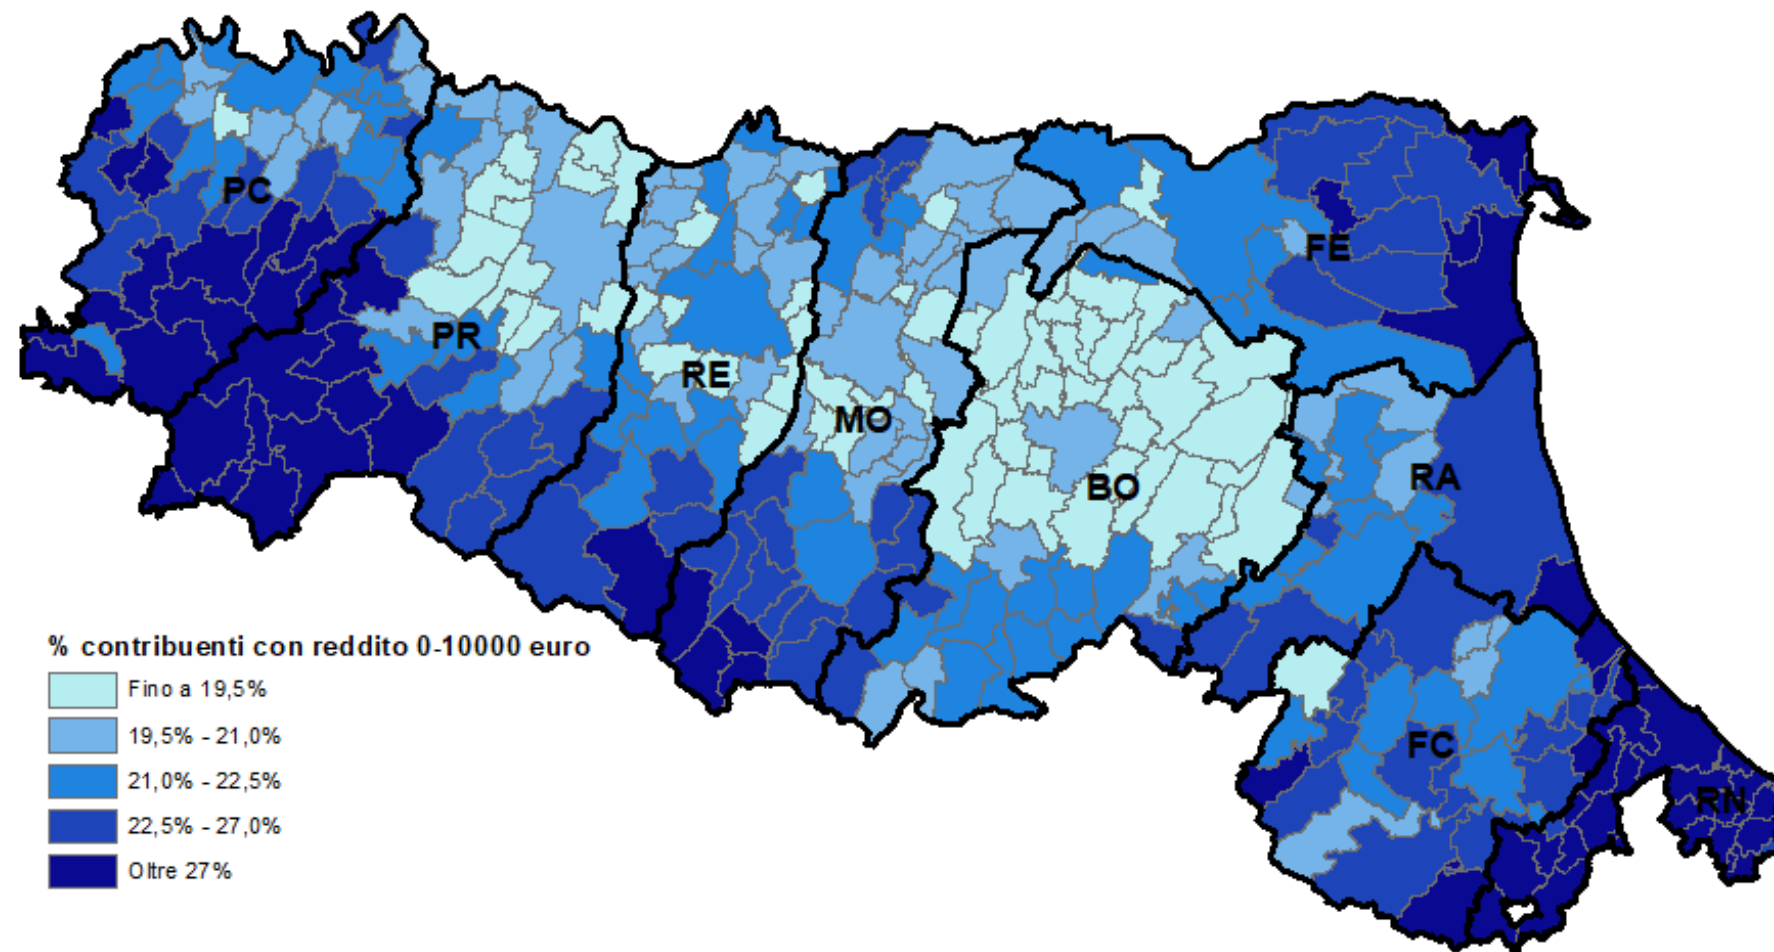 PC
FE
PR
RE
MO
RA
BO
% contribuenti con reddito 0-10000 euro
Fino a 19,5%
19,5% - 21,0%
21,0% - 22,5%
22,5% - 27,0%
Oltre 27%
FC
RN